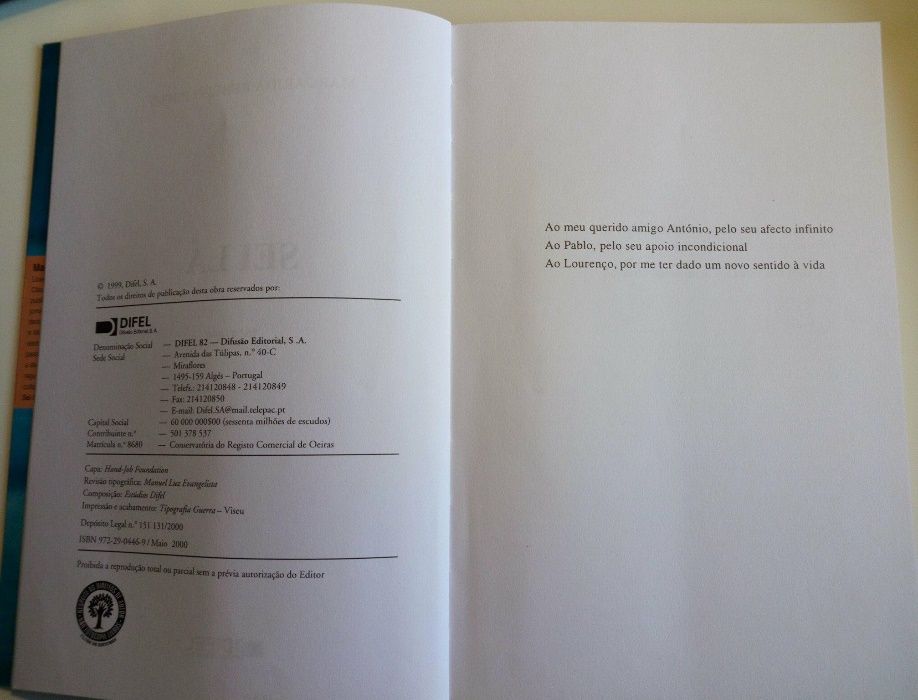 © 1999, Difel, S. A.
Todos os direitos de publicação desta obra reservados por:
DIFEL
Difusão Editorial, S.A.
Denominação Social — DIFEL 82 — Difusão Editorial, S .A.
Sede Social — Avenida das Túlipas, n.º 40-C
— Miraflores
— 1495-159 Algés – Portugal
— Telefs.: 214120848 - 214120849
— Fax: 214120850
— E-mail: Difel.SA@mail.telepac.pt
Capital Social — 60 000 000$00 (sessenta milhões de escudos)
Contribuinte n.º — 501 378 537
Matrícula n.º 8680 — Conservatória do Registo Comercial de Oeiras
Capa: Hand-Job Foundation
Revisão tipográfica: Manuel Luz Evangelista
Composição: Estúdios Difel
Impressão e acabamento: Tipografia Guerra – Viseu
Depósito Legal n.º 151 131/2000
ISBN 972-29-0446-9 / Maio 2000
Proibida a reprodução total ou parcial sem a prévia autorização do Editor
Ao meu querido amigo António, pelo seu afecto infinito
Ao Pablo, pelo seu apoio incondicional
Ao Lourenço, por me ter dado um novo sentido à vida